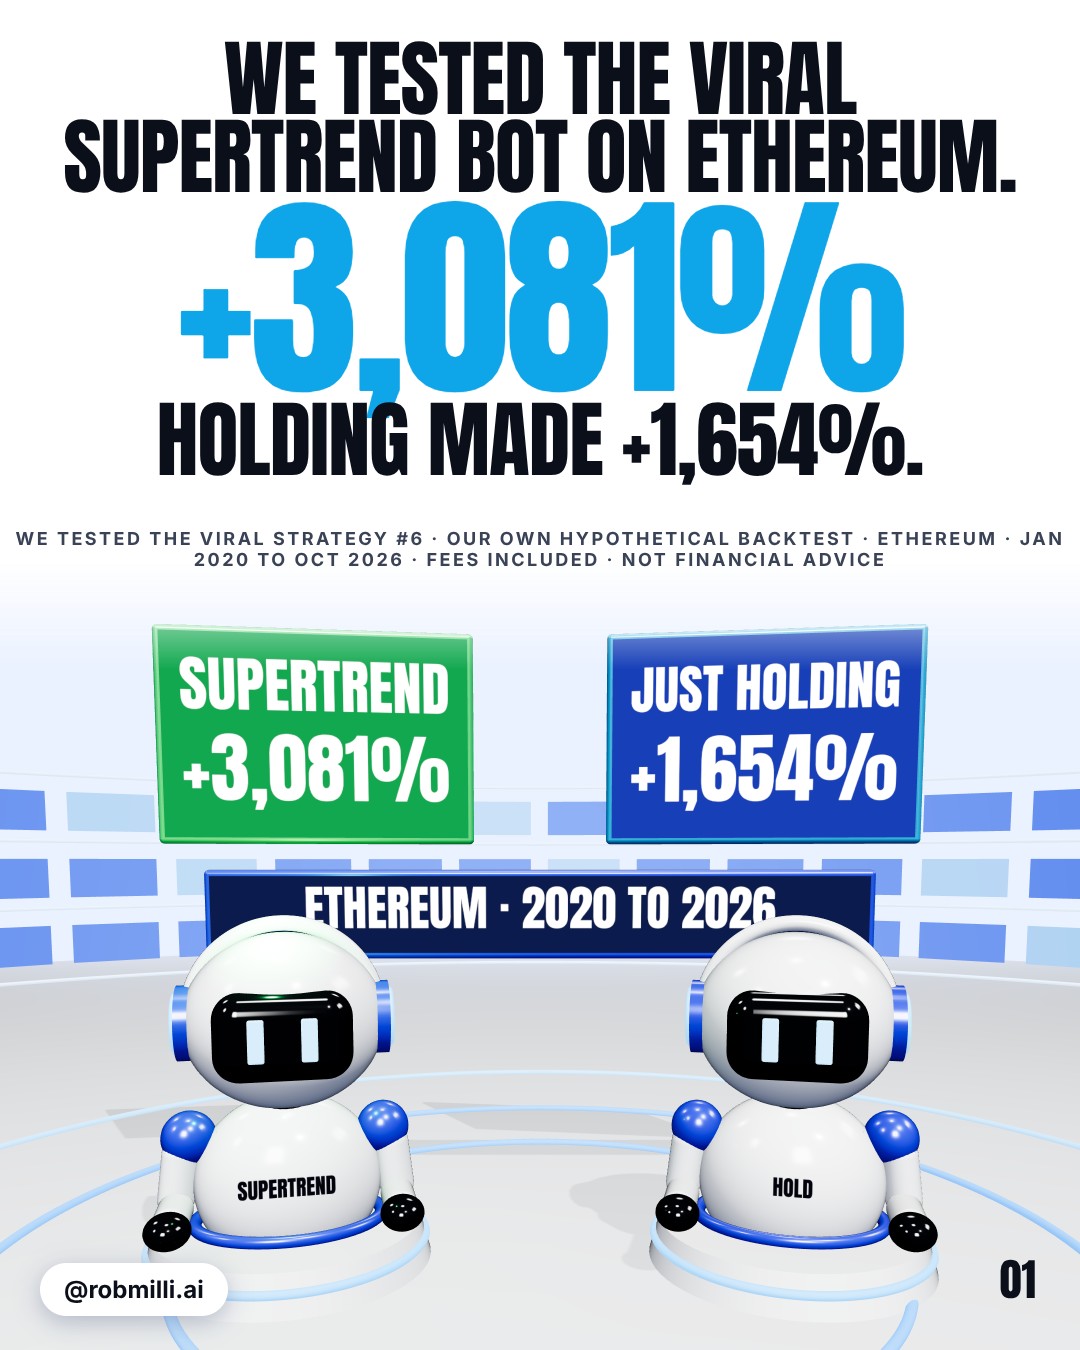 WE TESTED THE VIRAL
SUPERTREND BOT ON ETHEREUM.
+3,081%
HOLDING MADE +1,654%.
WE TESTED THE VIRAL STRATEGY #6 · OUR OWN HYPOTHETICAL BACKTEST · ETHEREUM · JAN
2020 TO OCT 2026 · FEES INCLUDED · NOT FINANCIAL ADVICE
SUPERTREND
+3,081%
JUST HOLDING
+1,654%
ETHEREUM · 2020 TO 2026
SUPERTREND
HOLD
@robmilli.ai
01